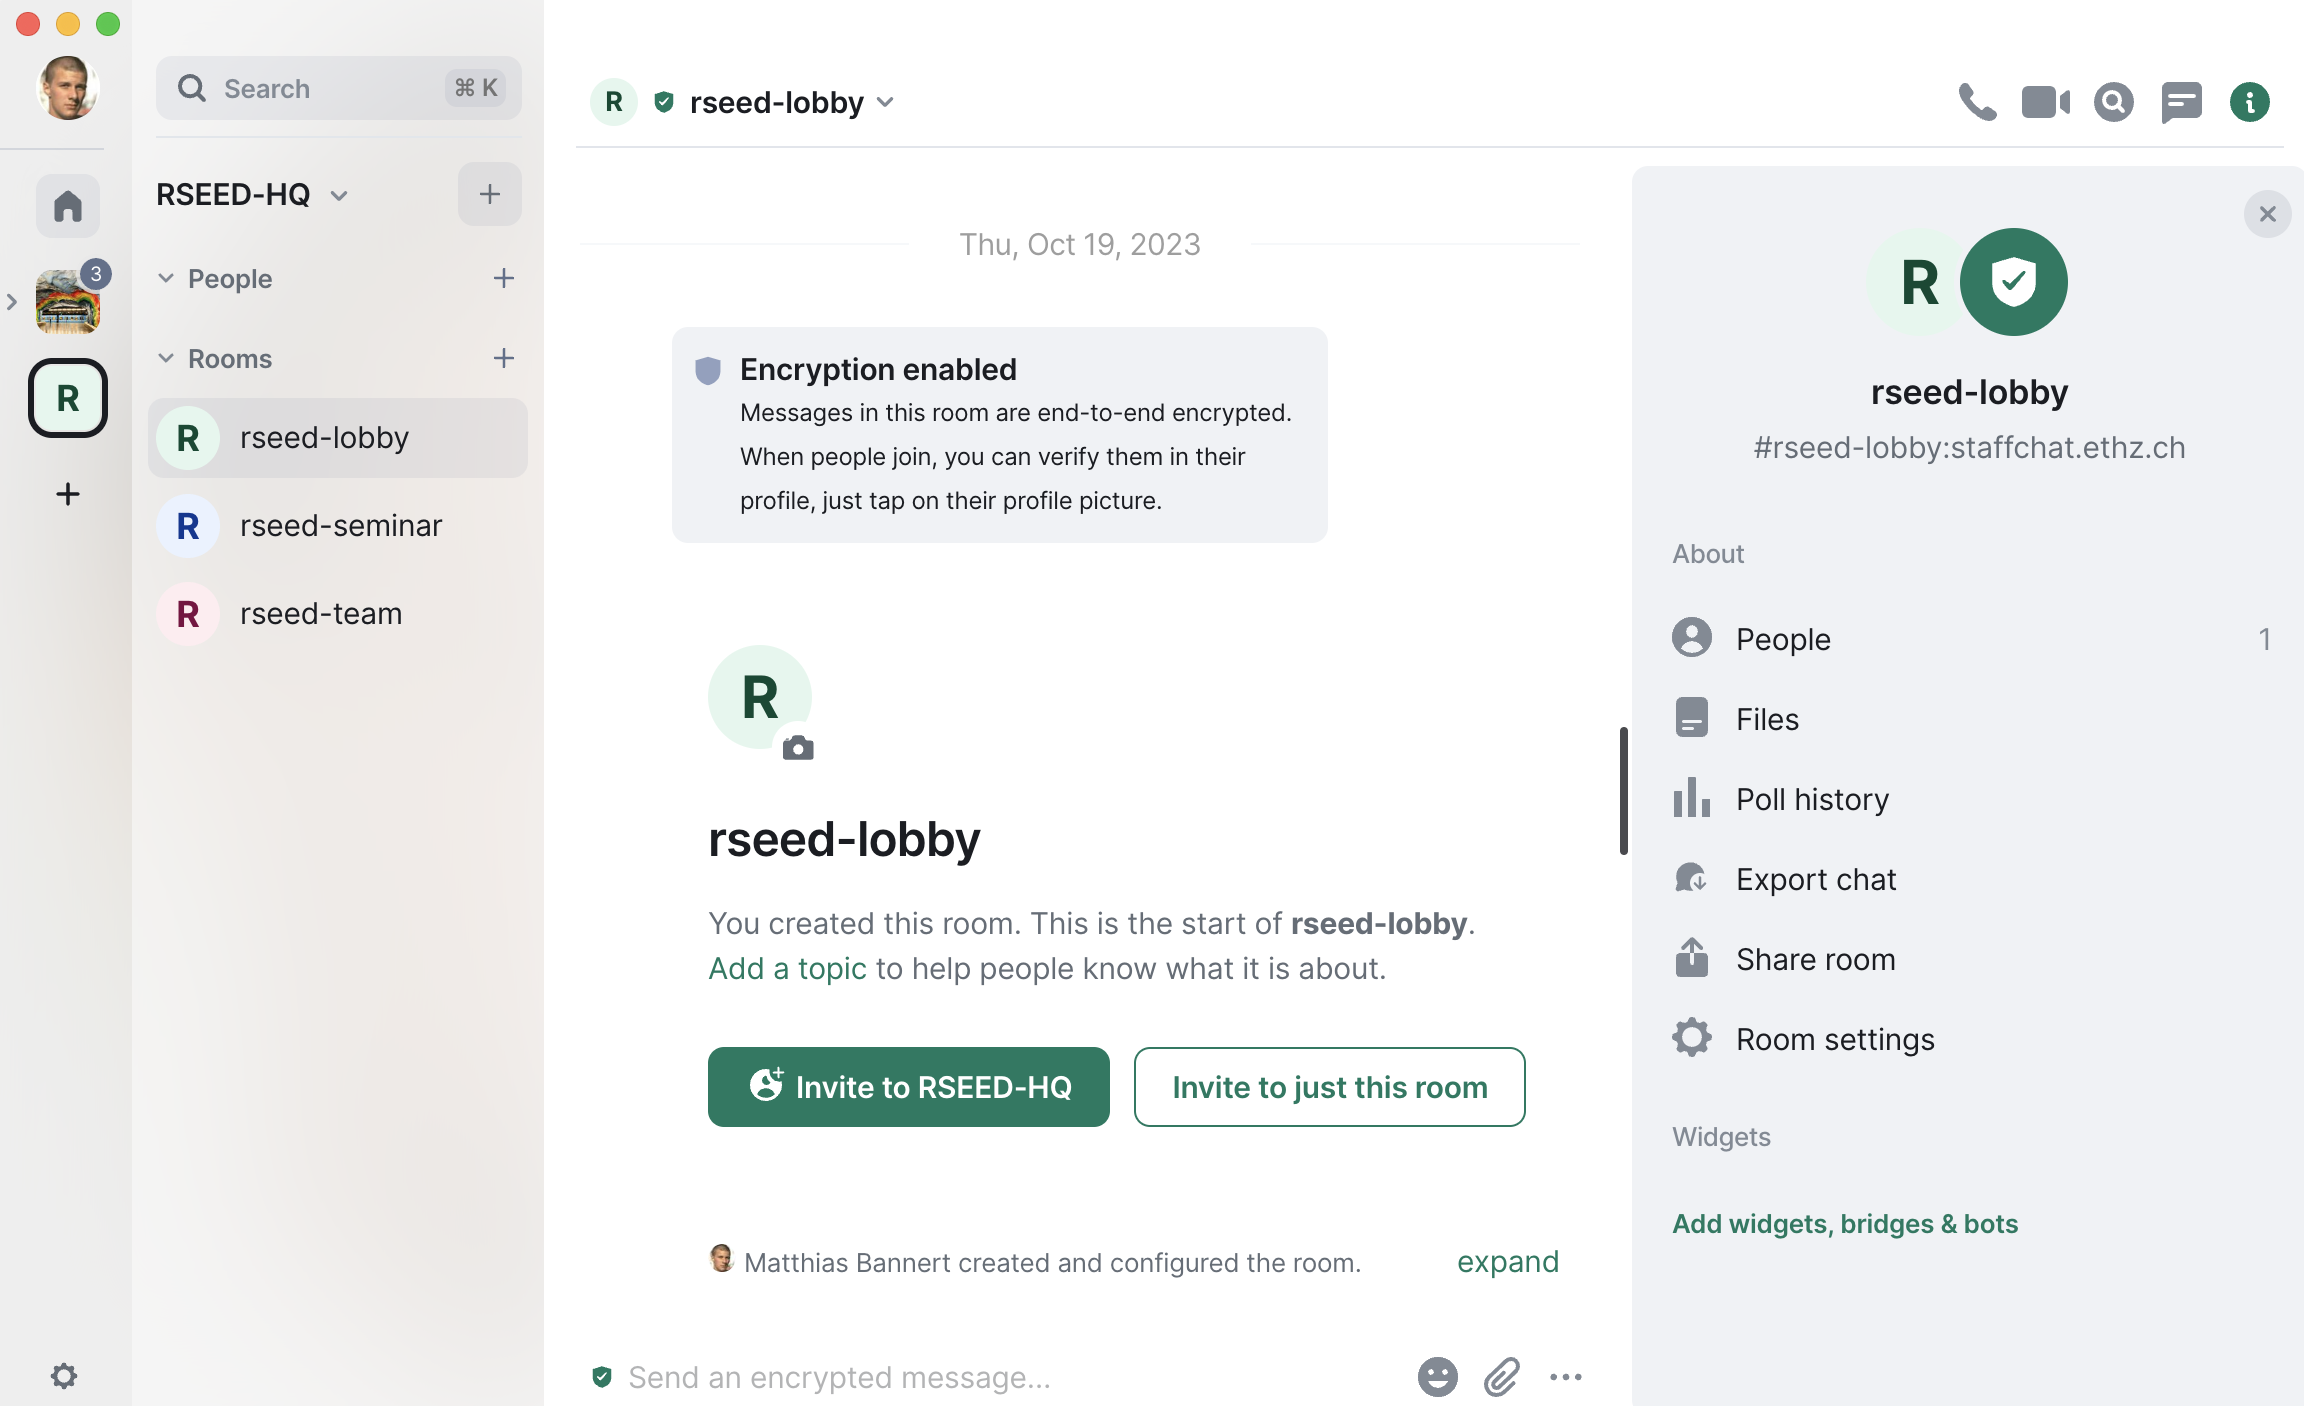 Search
⌘ K
RSEED-HQ
People
3
Rooms
R
R
rseed-lobby
R
rseed-seminar
R
rseed-team
R
rseed-lobby
Thu, Oct 19, 2023
Encryption enabled
Messages in this room are end-to-end encrypted.
When people join, you can verify them in their
profile, just tap on their profile picture.
R
rseed-lobby
You created this room. This is the start of rseed-lobby.
Add a topic to help people know what it is about.
Invite to RSEED-HQ
Invite to just this room
Matthias Bannert created and configured the room.
expand
Send an encrypted message...
R
rseed-lobby
#rseed-lobby:staffchat.ethz.ch
About
People
1
Files
Poll history
Export chat
Share room
Room settings
Widgets
Add widgets, bridges & bots